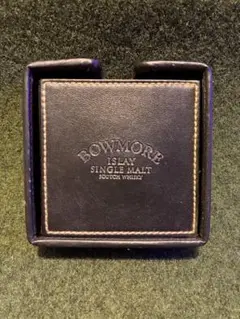 BOWMORE
ISLAY
SINGLE MALT
SCOTCH WHISKY